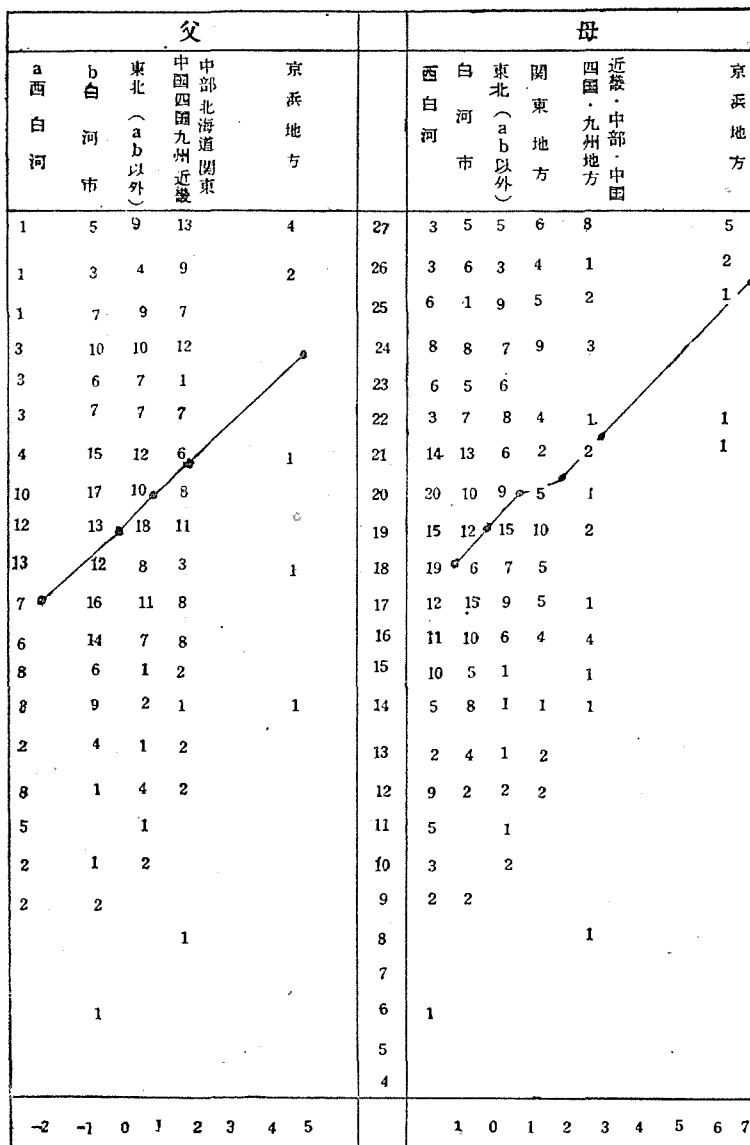 父 母
a西白河 b白河市 東北（ab以外） 中国四国九州近畿 中部北海道関東 京浜地方 西白河 白河市 東北（ab以外） 関東地方 四国・九州地方 近畿・中部・中国 京浜地方
1 5 9 13 4 27 3 5 5 6 8 5
1 3 4 9 2 26 3 6 3 4 1 2
1 7 9 7 25 6 1 9 5 2 1
3 10 10 12 24 8 8 7 9 3
3 6 7 1 23 6 5 6
3 7 7 7 22 3 7 8 4 1 1
4 15 12 6 1 21 14 13 6 2 2 1
10 17 10 8 20 20 10 9 5 1
12 13 18 11 19 15 12 15 10 2
13 12 8 3 1 18 19 6 7 5
7 16 11 8 17 12 15 9 5 1
6 14 7 8 16 11 10 6 4 4
8 6 1 2 15 10 5 1 1
8 9 2 1 1 14 5 8 1 1 1
2 4 1 2 13 2 4 1 2
8 1 4 2 12 9 2 2 2
5 1 11 5 1
2 1 2 10 3 2
2 2 9 2 2
1 8 1
7
1 6 1
5
4
-2 -1 0 1 2 3 4 5 1 0 1 2 3 4 5 6 7